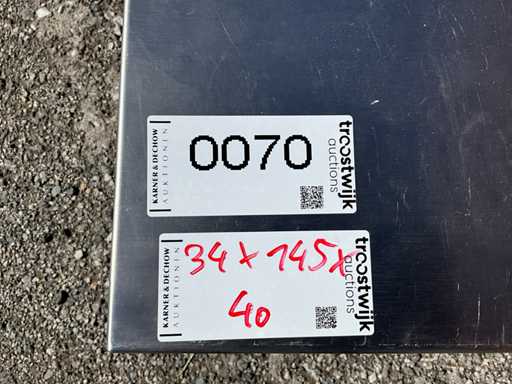 KARNER & DECHOW
AUKTIONEN
0070
troostwijk
auctions
KARNER & DECHOW
AUKTIONEN
34 x 145 x
40
troostwijk
auctions